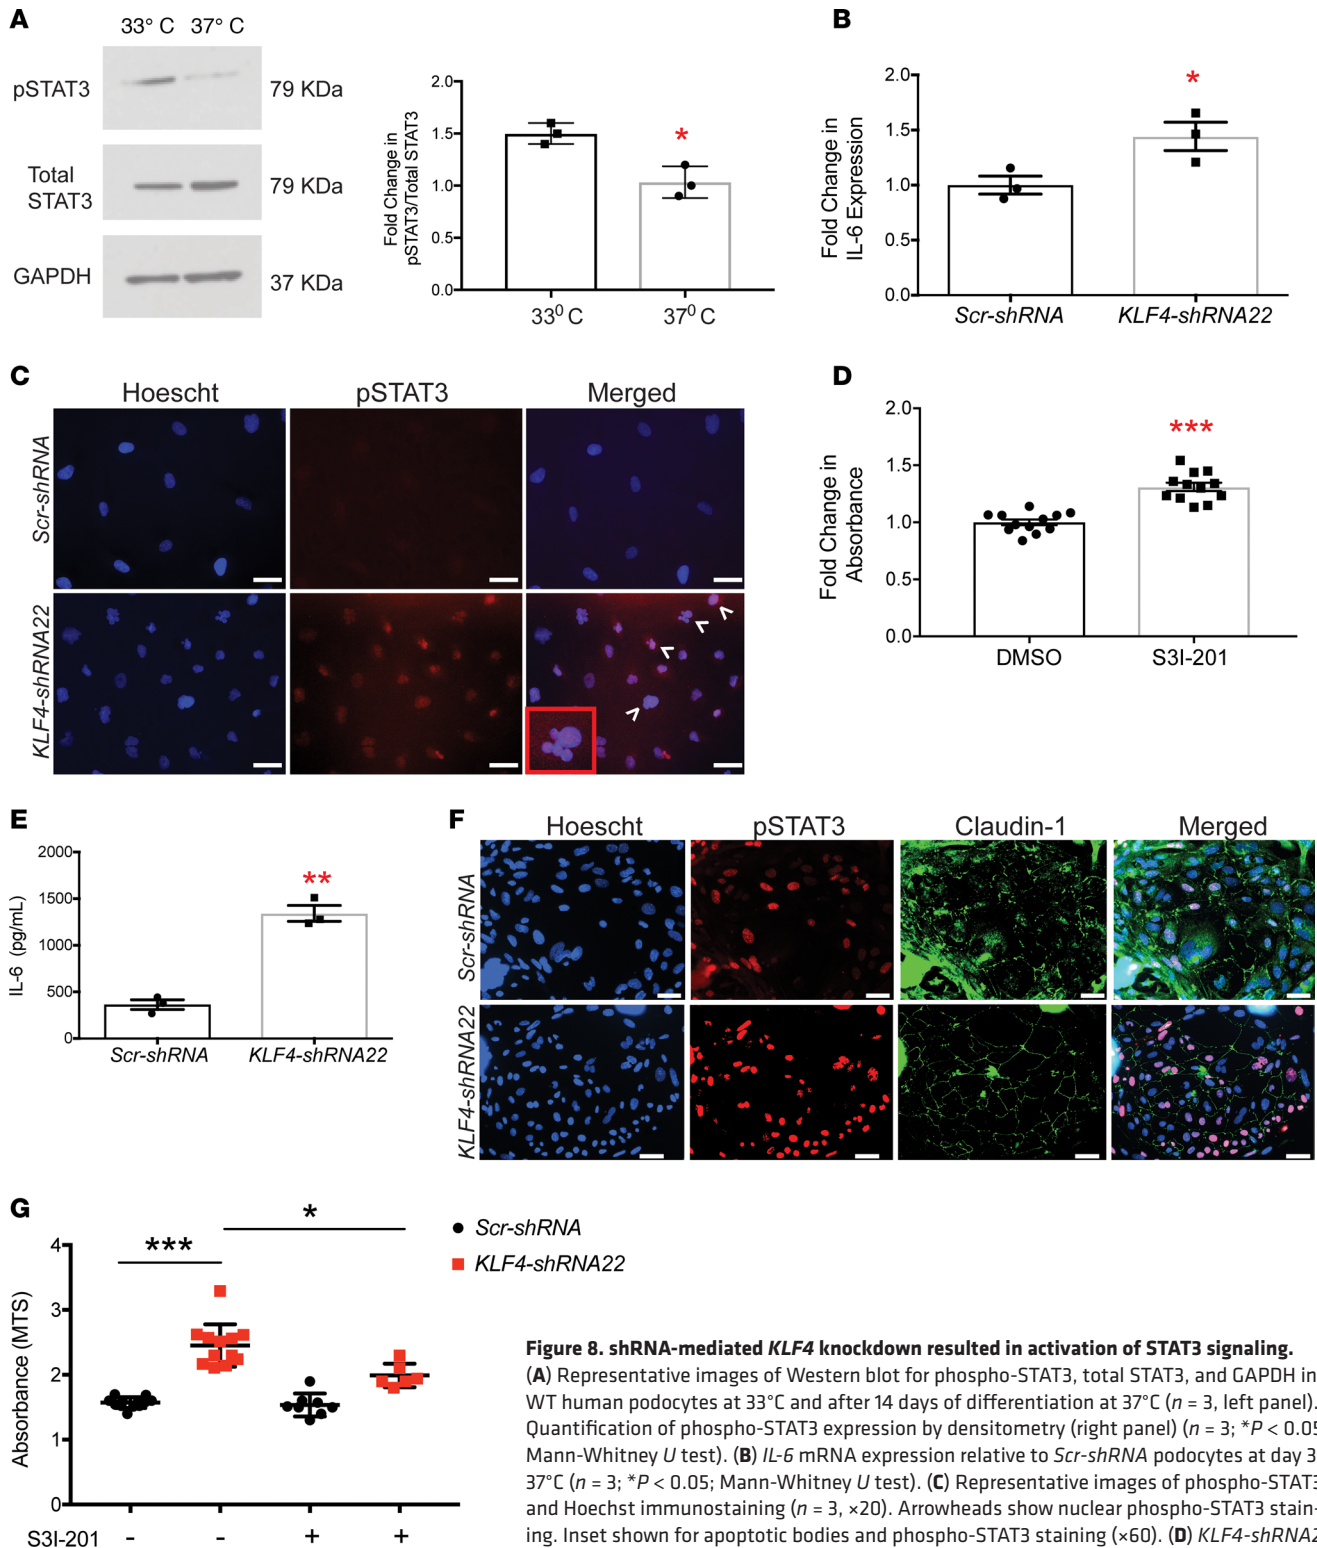 A
33° C 37° C
pSTAT3
79 KDa
Total
STAT3
79 KDa
GAPDH
37 KDa
Fold Change in
pSTAT3/Total STAT3
2.0
1.5
1.0
0.5
0.0
*
33⁰ C
37⁰ C
B
Fold Change in
IL-6 Expression
2.0
1.5
1.0
0.5
0.0
*
Scr-shRNA
KLF4-shRNA22
C
Hoescht
pSTAT3
Merged
Scr-shRNA
KLF4-shRNA22
D
Fold Change in
Absorbance
2.0
1.5
1.0
0.5
0.0
***
DMSO
S3I-201
E
IL-6 (pg/mL)
2000
1500
1000
500
0
**
Scr-shRNA
KLF4-shRNA22
F
Hoescht
pSTAT3
Claudin-1
Merged
Scr-shRNA
KLF4-shRNA22
G
Absorbance (MTS)
4
3
2
1
0
***
*
Scr-shRNA
KLF4-shRNA22
S3I-201 - - + +
Figure 8. shRNA-mediated KLF4 knockdown resulted in activation of STAT3 signaling.
(A) Representative images of Western blot for phospho-STAT3, total STAT3, and GAPDH in
WT human podocytes at 33°C and after 14 days of differentiation at 37°C (n = 3, left panel).
Quantification of phospho-STAT3 expression by densitometry (right panel) (n = 3; *P < 0.05
Mann-Whitney U test). (B) IL-6 mRNA expression relative to Scr-shRNA podocytes at day 3
37°C (n = 3; *P < 0.05; Mann-Whitney U test). (C) Representative images of phospho-STAT3
and Hoechst immunostaining (n = 3, ×20). Arrowheads show nuclear phospho-STAT3 stain-
ing. Inset shown for apoptotic bodies and phospho-STAT3 staining (×60). (D) KLF4-shRNA2